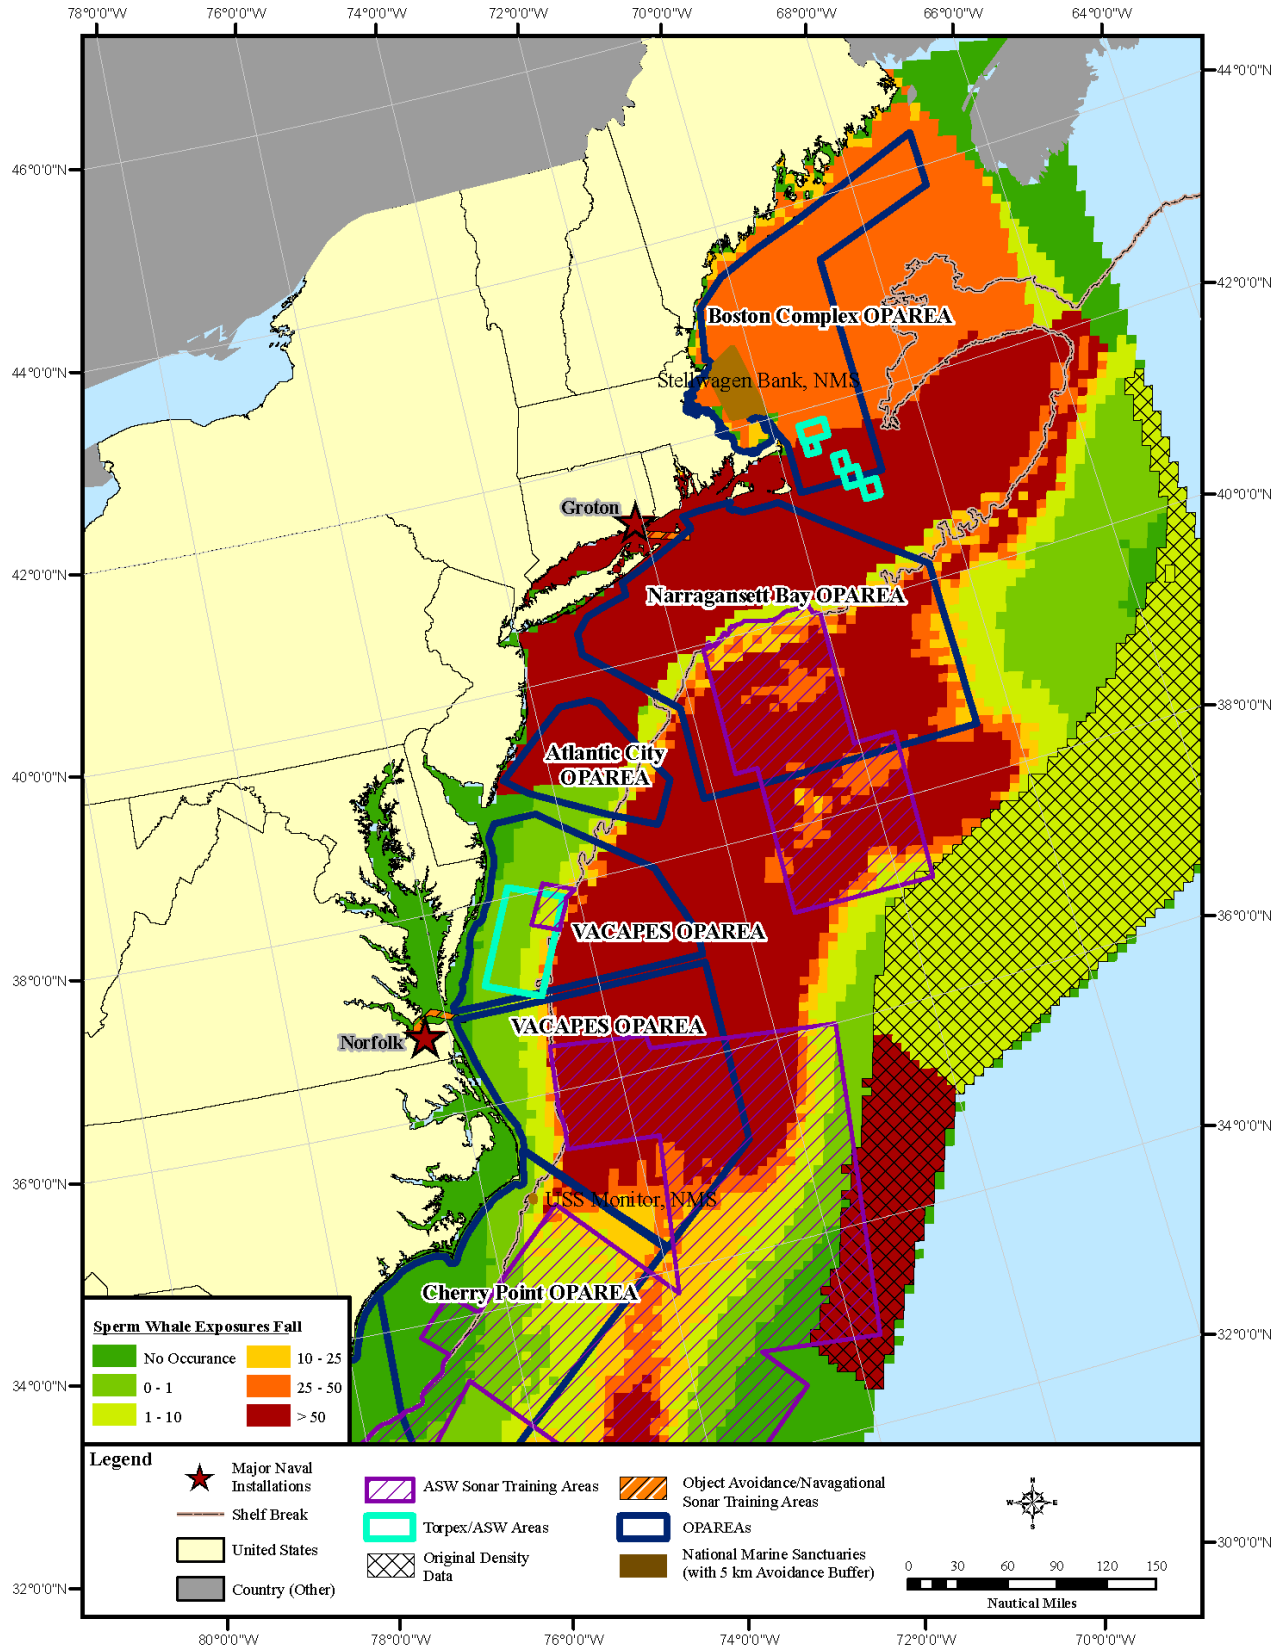 78°0'0"W
76°0'0"W
74°0'0"W
72°0'0"W
70°0'0"W
68°0'0"W
66°0'0"W
64°0'0"W
44°0'0"N
46°0'0"N
42°0'0"N
Boston Complex OPAREA
44°0'0"N
Stellwagen Bank, NMS
40°0'0"N
Groton
42°0'0"N
Narragansett Bay OPAREA
38°0'0"N
Atlantic City
OPAREA
40°0'0"N
36°0'0"N
VACAPES OPAREA
38°0'0"N
VACAPES OPAREA
Norfolk
34°0'0"N
36°0'0"N
USS Monitor, NMS
Cherry Point OPAREA
32°0'0"N
Sperm Whale Exposures Fall
No Occurance
0 - 1
1 - 10
10 - 25
25 - 50
> 50
34°0'0"N
Legend
Major Naval
Installations
Shelf Break
United States
Country (Other)
ASW Sonar Training Areas
Torpex/ASW Areas
Original Density
Data
Object Avoidance/Navagational
Sonar Training Areas
OPAREAs
National Marine Sanctuaries
(with 5 km Avoidance Buffer)
N
W E
S
0 30 60 90 120 150
Nautical Miles
30°0'0"N
32°0'0"N
80°0'0"W
78°0'0"W
76°0'0"W
74°0'0"W
72°0'0"W
70°0'0"W